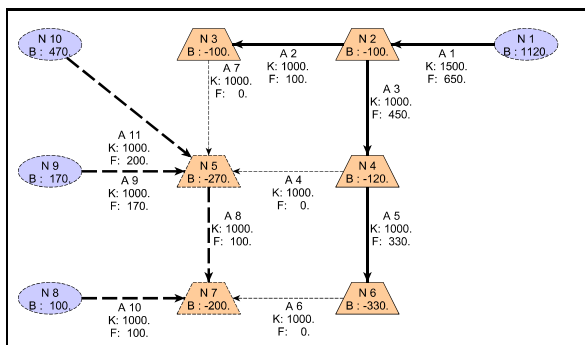 N 10
B : 470.
N 3
B : -100.
N 2
B : -100.
N 1
B : 1120.
A 2
K: 1000.
F: 100.
A 1
K: 1500.
F: 650.
A 7
K: 1000.
F: 0.
A 3
K: 1000.
F: 450.
A 11
K: 1000.
F: 200.
N 9
B : 170.
A 9
K: 1000.
F: 170.
N 5
B : -270.
A 4
K: 1000.
F: 0.
N 4
B : -120.
A 8
K: 1000.
F: 100.
A 5
K: 1000.
F: 330.
N 8
B : 100.
A 10
K: 1000.
F: 100.
N 7
B : -200.
A 6
K: 1000.
F: 0.
N 6
B : -330.